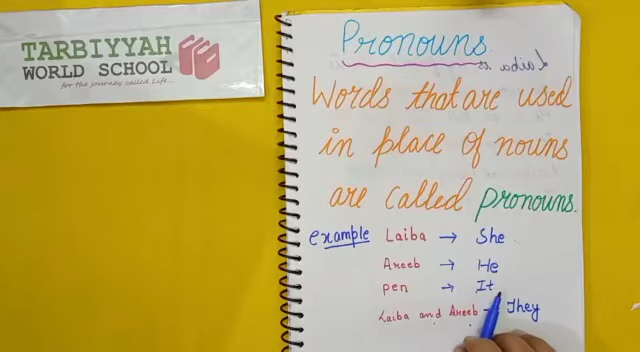 TARBIYYAH
WORLD SCHOOL
for the journey called Life...
Pronouns
Words that are used
in place of nouns
are called pronouns.
example Laiba → She
Areeb → He
pen → It
Laiba and Areeb → They